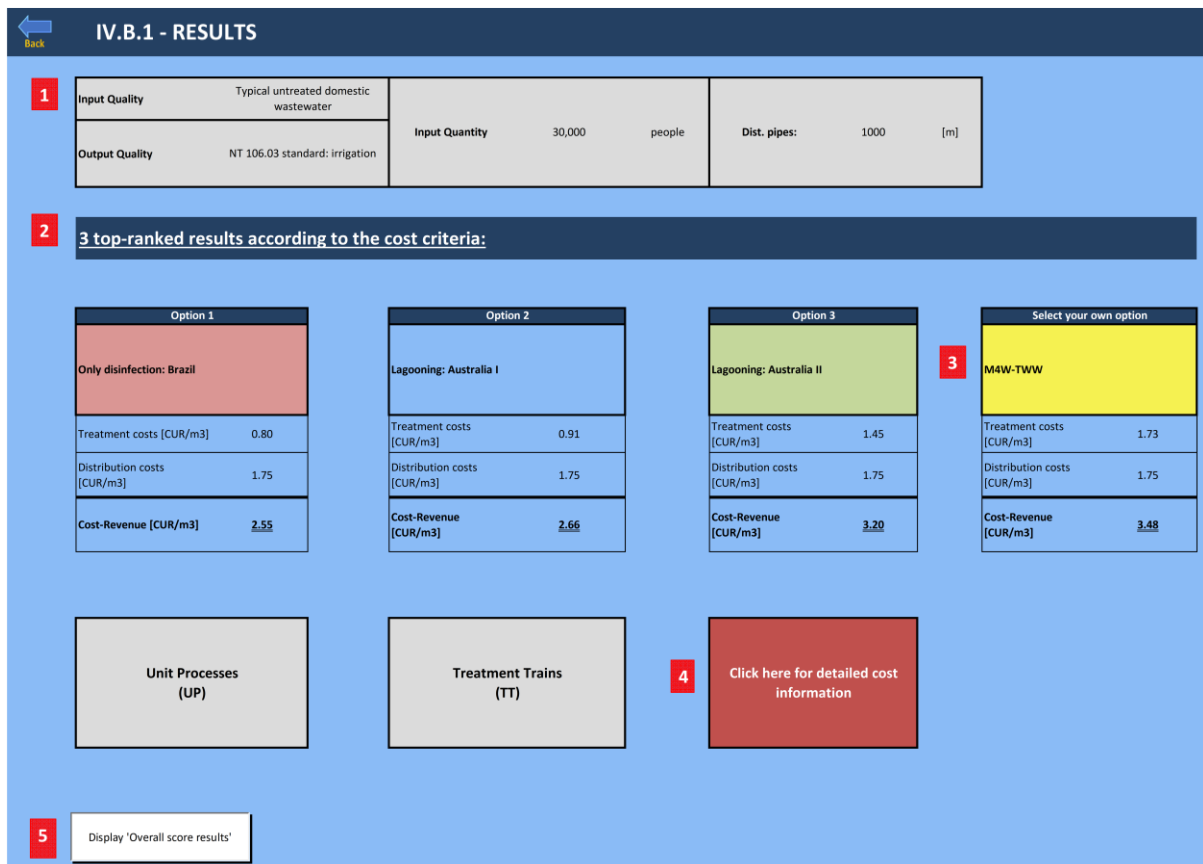 Back
IV.B.1 - RESULTS
1
Input Quality
Typical untreated domestic
wastewater
Output Quality
NT 106.03 standard: irrigation
Input Quantity 30,000 people
Dist. pipes: 1000 [m]
2
3 top-ranked results according to the cost criteria:
Option 1
Only disinfection: Brazil
Treatment costs [CUR/m3] 0.80
Distribution costs
[CUR/m3]
1.75
Cost-Revenue [CUR/m3] 2.55
Option 2
Lagooning: Australia I
Treatment costs
[CUR/m3]
0.91
Distribution costs
[CUR/m3]
1.75
Cost-Revenue
[CUR/m3]
2.66
Option 3
Lagooning: Australia II
Treatment costs
[CUR/m3]
1.45
Distribution costs
[CUR/m3]
1.75
Cost-Revenue
[CUR/m3]
3.20
3
Select your own option
M4W-TWW
Treatment costs
[CUR/m3]
1.73
Distribution costs
[CUR/m3]
1.75
Cost-Revenue
[CUR/m3]
3.48
Unit Processes
(UP)
Treatment Trains
(TT)
4
Click here for detailed cost
information
5
Display 'Overall score results'